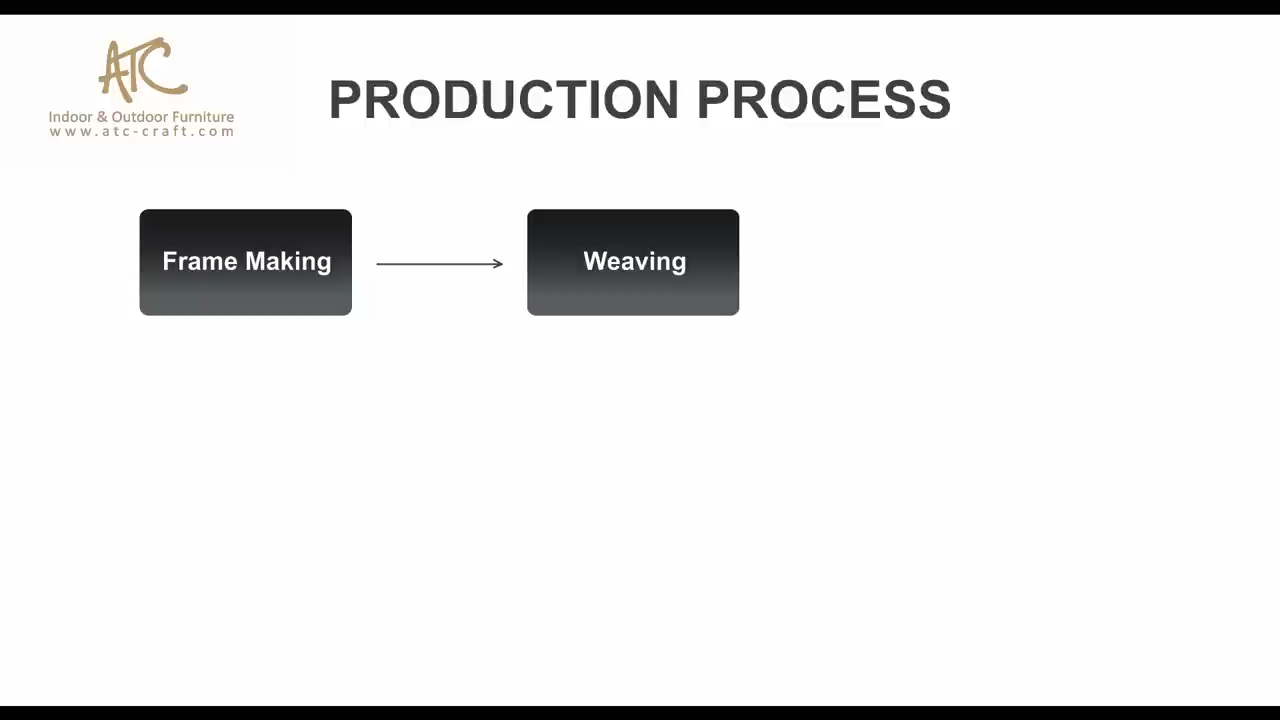 ATC
Indoor & Outdoor Furniture
www.atc-craft.com
PRODUCTION PROCESS
Frame Making
Weaving